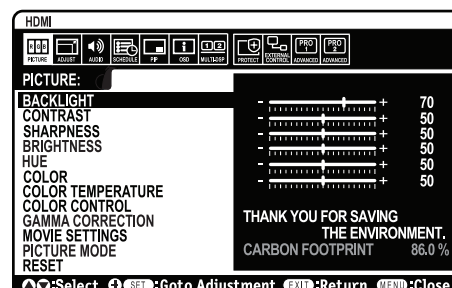 HDMI
R G B 1 2 PRO 1 PRO 2
PICTURE ADJUST AUDIO SCHEDULE PIP OSD MULTI-DSP PROTECT EXTERNAL CONTROL ADVANCED ADVANCED
PICTURE:
BACKLIGHT - + 70
CONTRAST - + 50
SHARPNESS - + 50
BRIGHTNESS - + 50
HUE - + 50
COLOR - + 50
COLOR TEMPERATURE
COLOR CONTROL
GAMMA CORRECTION
MOVIE SETTINGS
PICTURE MODE
RESET
THANK YOU FOR SAVING
THE ENVIRONMENT.
CARBON FOOTPRINT 86.0 %
:Select SET :Goto Adjustment EXIT :Return MENU :Close